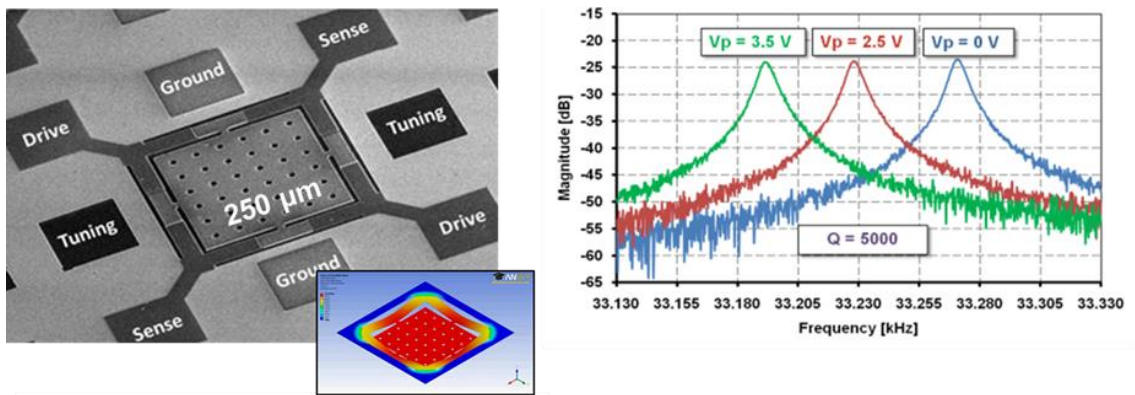 Sense
Ground
Drive
Tuning
250 µm
Tuning
Drive
Ground
Sense
-15
-20
-25
-30
-35
-40
-45
-50
-55
-60
-65
Magnitude [dB]
Vp = 3.5 V
Vp = 2.5 V
Vp = 0 V
Q = 5000
33.130
33.155
33.180
33.205
33.230
33.255
33.280
33.305
33.330
Frequency [kHz]